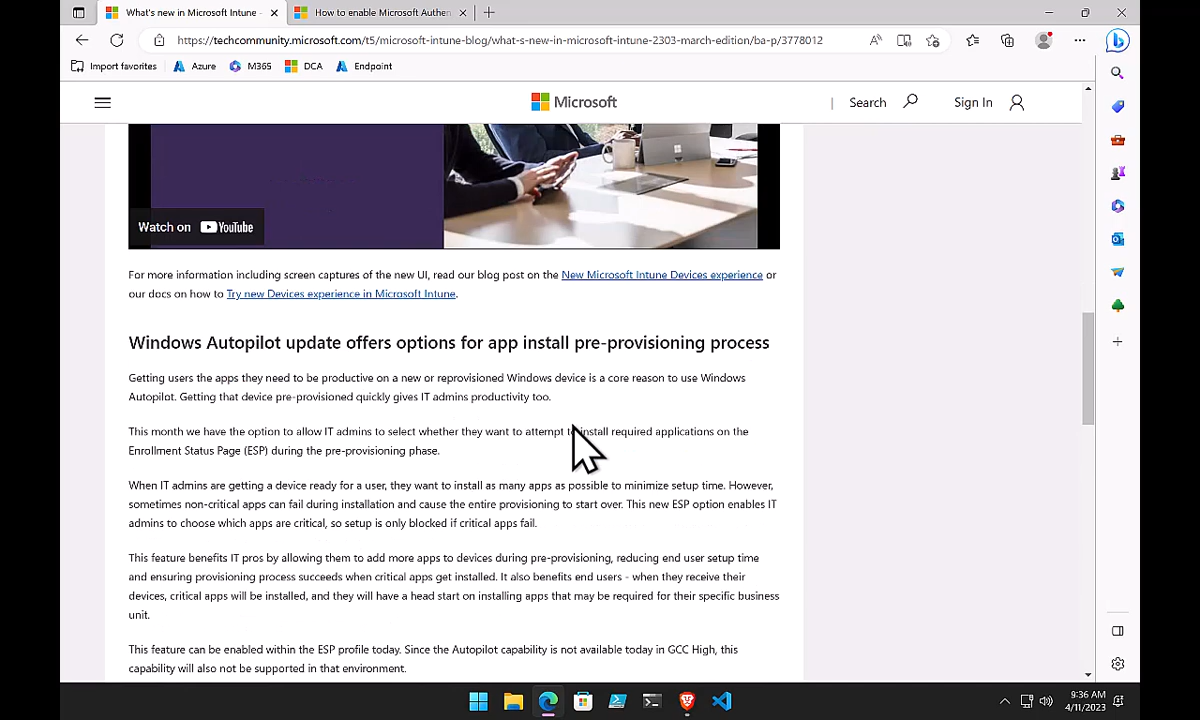 What's new in Microsoft Intune -
How to enable Microsoft Authen
https://techcommunity.microsoft.com/t5/microsoft-intune-blog/what-s-new-in-microsoft-intune-2303-march-edition/ba-p/3778012
Import favorites
Azure
M365
DCA
Endpoint
Microsoft
Search
Sign In
Watch on YouTube
For more information including screen captures of the new UI, read our blog post on the New Microsoft Intune Devices experience or
our docs on how to Try new Devices experience in Microsoft Intune.
Windows Autopilot update offers options for app install pre-provisioning process
Getting users the apps they need to be productive on a new or reprovisioned Windows device is a core reason to use Windows
Autopilot. Getting that device pre-provisioned quickly gives IT admins productivity too.
This month we have the option to allow IT admins to select whether they want to attempt to install required applications on the
Enrollment Status Page (ESP) during the pre-provisioning phase.
When IT admins are getting a device ready for a user, they want to install as many apps as possible to minimize setup time. However,
sometimes non-critical apps can fail during installation and cause the entire provisioning to start over. This new ESP option enables IT
admins to choose which apps are critical, so setup is only blocked if critical apps fail.
This feature benefits IT pros by allowing them to add more apps to devices during pre-provisioning, reducing end user setup time
and ensuring provisioning process succeeds when critical apps get installed. It also benefits end users - when they receive their
devices, critical apps will be installed, and they will have a head start on installing apps that may be required for their specific business
unit.
This feature can be enabled within the ESP profile today. Since the Autopilot capability is not available today in GCC High, this
capability will also not be supported in that environment.
9:36 AM
4/11/2023